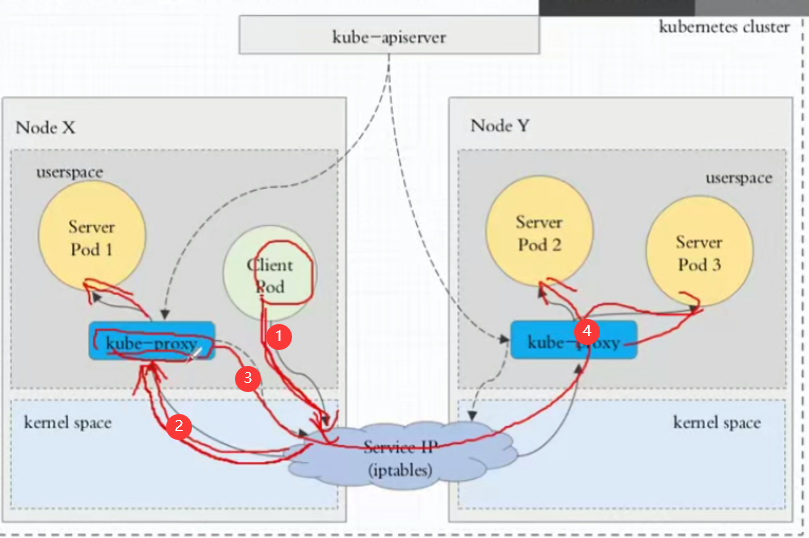 kubernetes cluster
kube-apiserver
Node X
Node Y
userspace
userspace
Server
Pod 1
Client
Pod
Server
Pod 2
Server
Pod 3
1
kube-proxy
4
kube-proxy
3
2
kernel space
kernel space
Service IP
(iptables)